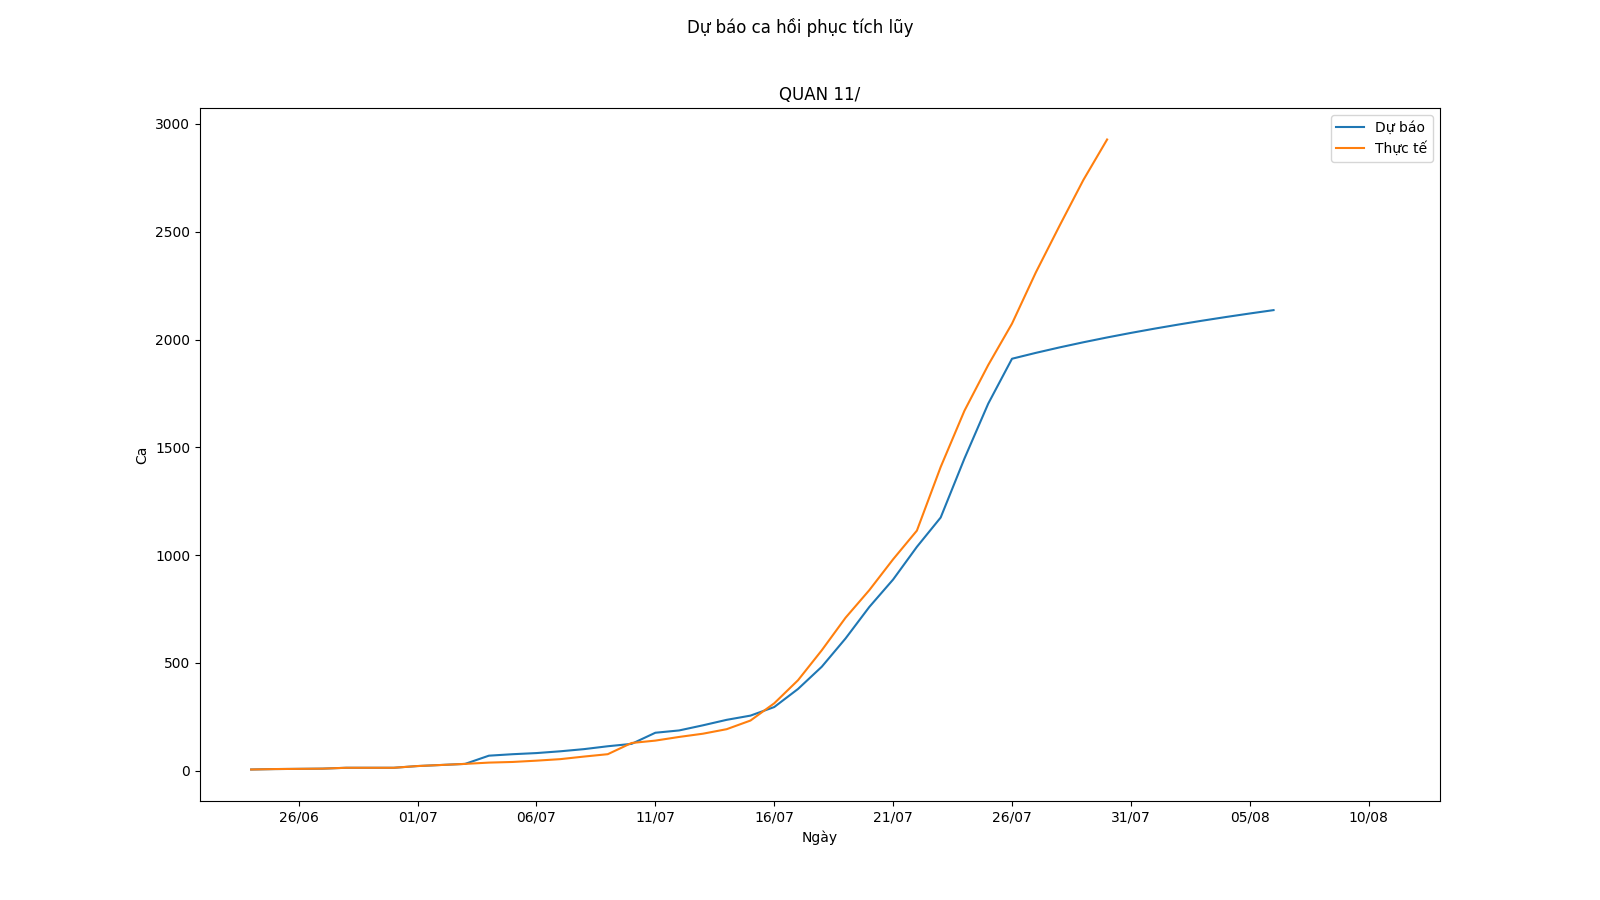 Dự báo ca hồi phục tích lũy
QUAN 11/
3000
2500
2000
1500
1000
500
0
Ca
Dự báo
Thực tế
26/06
01/07
06/07
11/07
16/07
21/07
26/07
31/07
05/08
10/08
Ngày